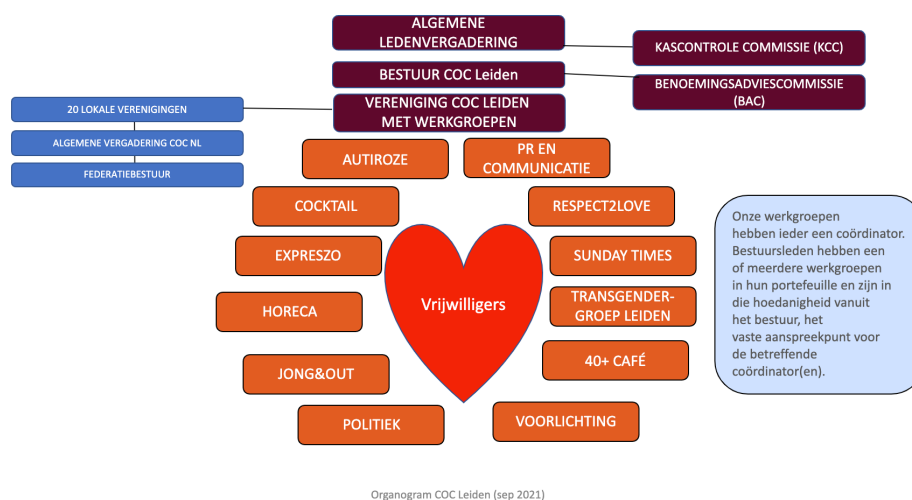 ALGEMENE
LEDENVERGADERING
KASCONTROLE COMMISSIE (KCC)
BESTUUR COC Leiden
BENOEMINGSADVIESCOMMISSIE
(BAC)
20 LOKALE VERENIGINGEN
VERENIGING COC LEIDEN
MET WERKGROEPEN
ALGEMENE VERGADERING COC NL
FEDERATIEBESTUUR
AUTIROZE
PR EN
COMMUNICATIE
COCKTAIL
RESPECT2LOVE
EXPRESZO
SUNDAY TIMES
HORECA
Vrijwilligers
TRANSGENDER-
GROEP LEIDEN
JONG&OUT
40+ CAFÉ
POLITIEK
VOORLICHTING
Onze werkgroepen
hebben ieder een coördinator.
Bestuursleden hebben een
of meerdere werkgroepen
in hun portefeuille en zijn in
die hoedanigheid vanuit
het bestuur, het
vaste aanspreekpunt voor
de betreffende
coördinator(en).
Organogram COC Leiden (sep 2021)